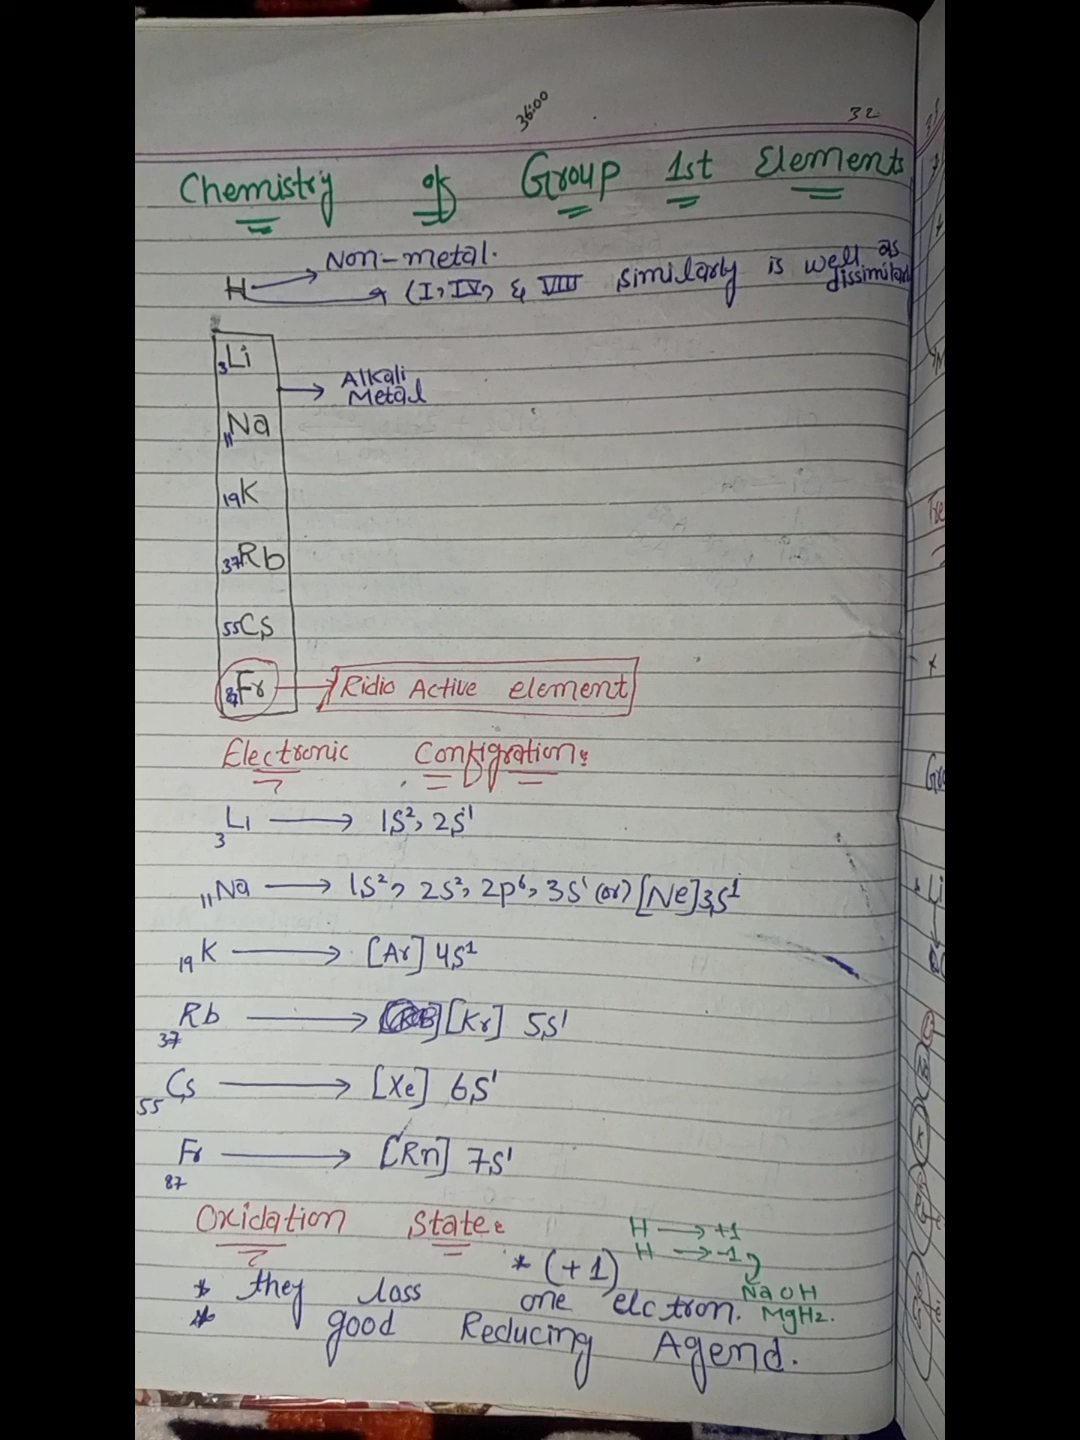 36:00
32
Chemistry of Group 1st Elements
H → Non-metal.
→ (I, IV, & VIII similarly is well as dissimilarly
3Li
→ Alkali Metal
11Na
19K
37Rb
55Cs
87Fr → Ridio Active element
Electronic Configration:
3Li → 1S², 2S¹
11Na → 1S², 2S², 2p⁶, 3S¹ (or) [Ne]3S¹
19K → [Ar] 4S¹
37Rb → [Kr] 5S¹
55Cs → [Xe] 6S¹
87Fr → [Rn] 7S¹
Oxidation State:
H → +1
H → -1
NaOH
MgH2.
* (+1)
* they loss one elctron.
* good Reducing Agend.